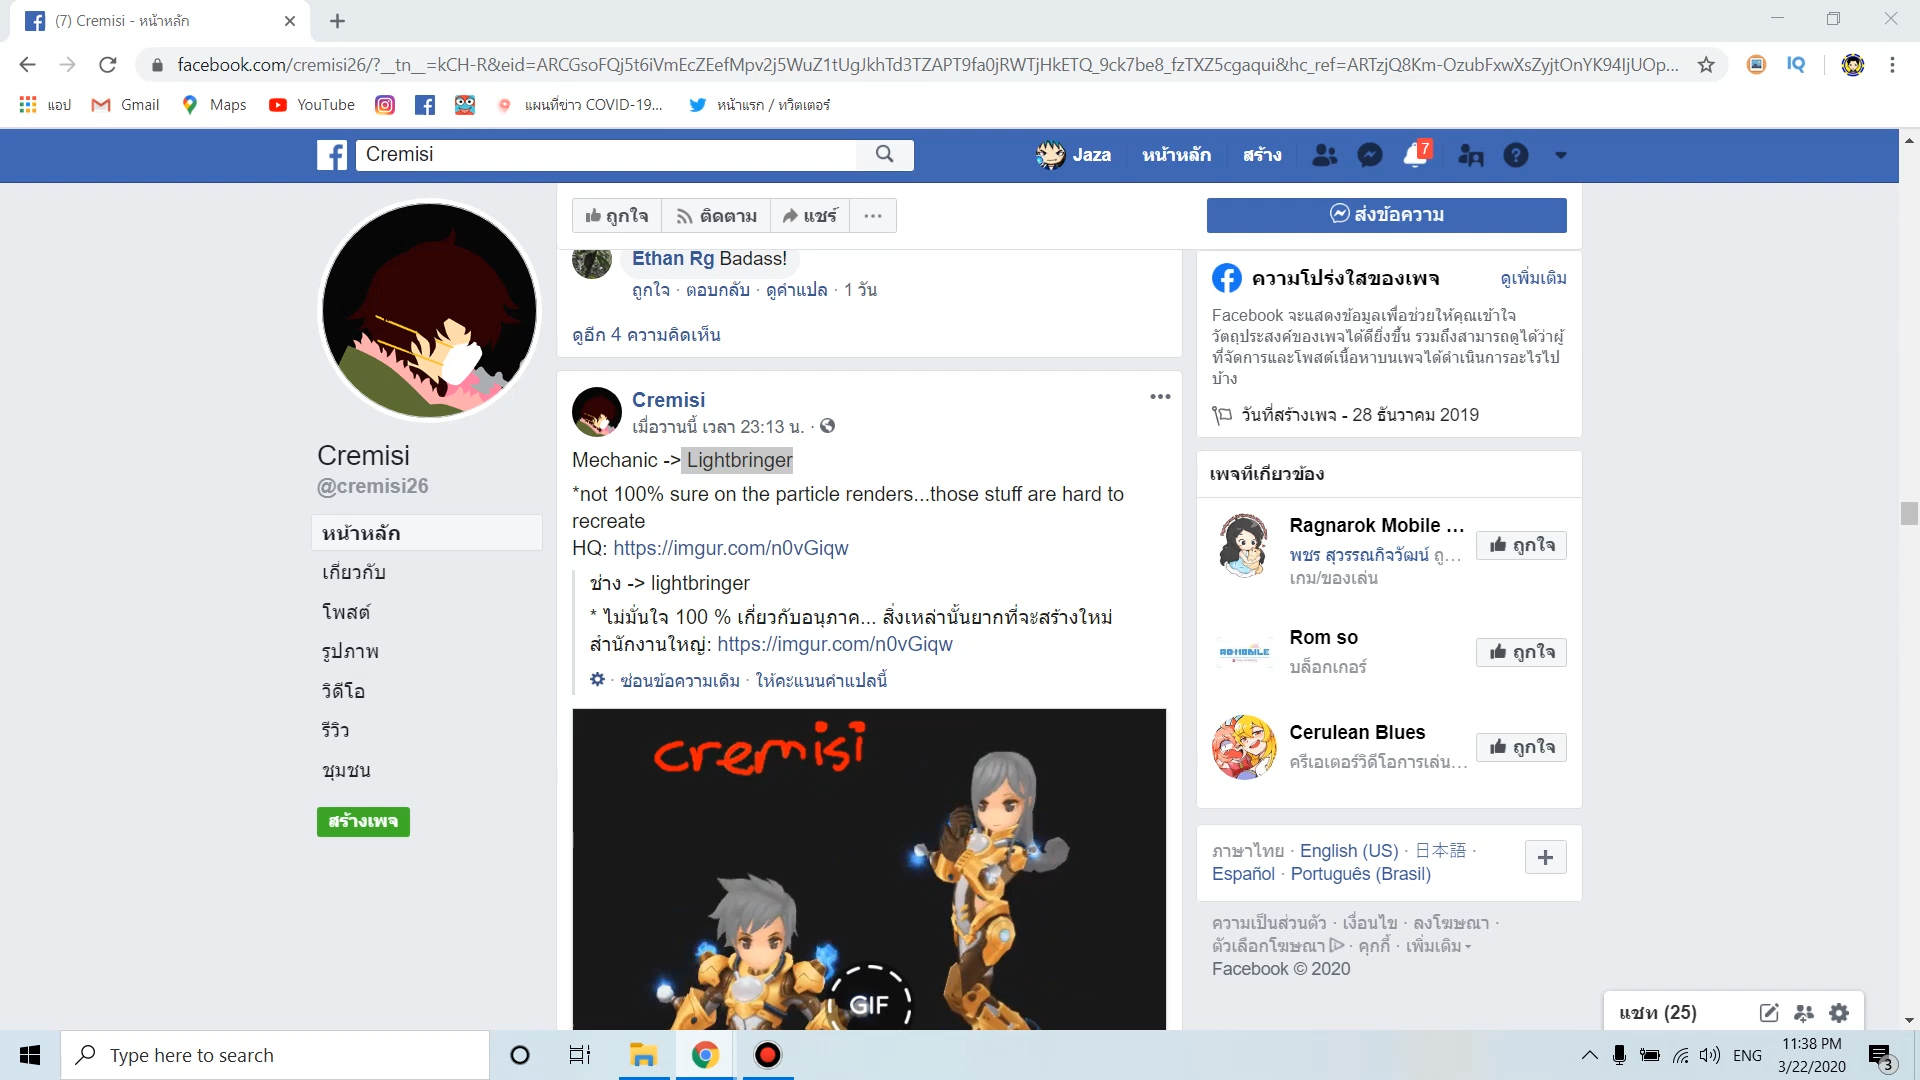 (7) Cremisi - หน้าหลัก
facebook.com/cremisi26/?__tn__=kCH-R&eid=ARCGsoFQj5t6iVmEcZEefMpv2j5WuZ1tUgJkhTd3TZAPT9fa0jRWTjHkETQ_9ck7be8_fzTXZ5cgaqui&hc_ref=ARTzjQ8Km-OzubFxwXsZyjtOnYK94IjUOp...
IQ
แอป Gmail Maps YouTube แผนที่ข่าว COVID-19... หน้าแรก / ทวิตเตอร์
Cremisi
Jaza หน้าหลัก สร้าง 7
ถูกใจ ติดตาม แชร์ ...
ส่งข้อความ
Cremisi
@cremisi26
หน้าหลัก
เกี่ยวกับ
โพสต์
รูปภาพ
วิดีโอ
รีวิว
ชุมชน
สร้างเพจ
Ethan Rg Badass!
ถูกใจ · ตอบกลับ · ดูคำแปล · 1 วัน
ดูอีก 4 ความคิดเห็น
Cremisi
เมื่อวานนี้ เวลา 23:13 น. ·
Mechanic -> Lightbringer
*not 100% sure on the particle renders...those stuff are hard to
recreate
HQ: https://imgur.com/n0vGiqw
ช่าง -> lightbringer
* ไม่มั่นใจ 100 % เกี่ยวกับอนุภาค... สิ่งเหล่านั้นยากที่จะสร้างใหม่
สำนักงานใหญ่: https://imgur.com/n0vGiqw
· ซ่อนข้อความเดิม · ให้คะแนนคำแปลนี้
cremisi
GIF
ความโปร่งใสของเพจ ดูเพิ่มเติม
Facebook จะแสดงข้อมูลเพื่อช่วยให้คุณเข้าใจ
วัตถุประสงค์ของเพจได้ดียิ่งขึ้น รวมถึงสามารถดูได้ว่าผู้
ที่จัดการและโพสต์เนื้อหาบนเพจได้ดำเนินการอะไรไป
บ้าง
วันที่สร้างเพจ - 28 ธันวาคม 2019
เพจที่เกี่ยวข้อง
Ragnarok Mobile ...
พชร สุวรรณกิจวัฒน์ ถู...
เกม/ของเล่น
ถูกใจ
Rom so
บล็อกเกอร์
ถูกใจ
Cerulean Blues
ครีเอเตอร์วิดีโอการเล่น...
ถูกใจ
ภาษาไทย · English (US) · 日本語 ·
Español · Português (Brasil)
ความเป็นส่วนตัว · เงื่อนไข · ลงโฆษณา ·
ตัวเลือกโฆษณา · คุกกี้ · เพิ่มเติม
Facebook © 2020
แชท (25)
Type here to search
ENG
11:38 PM
3/22/2020
3